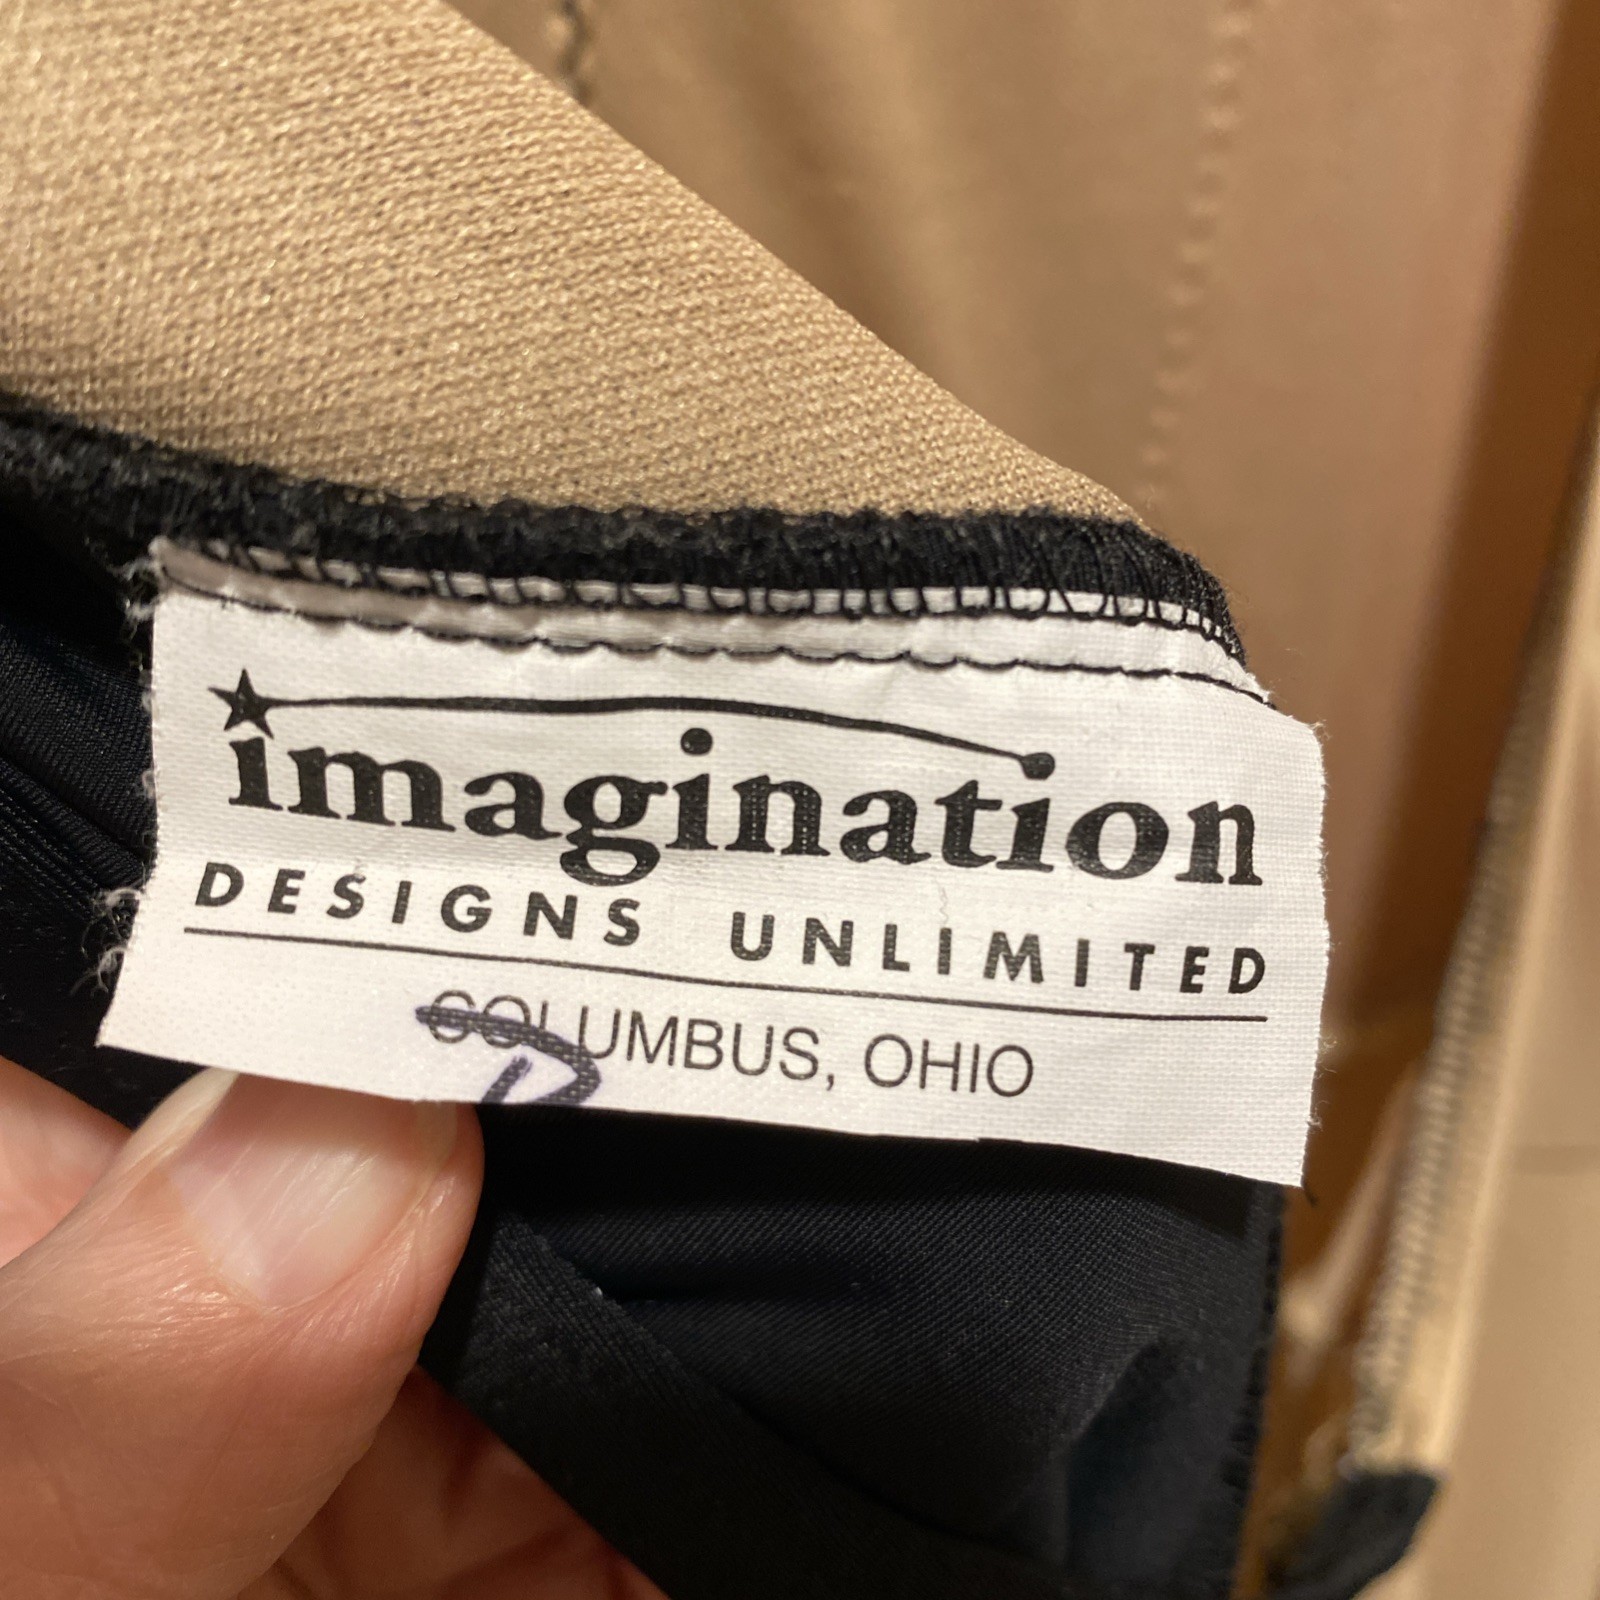 imagination
DESIGNS UNLIMITED
COLUMBUS, OHIO